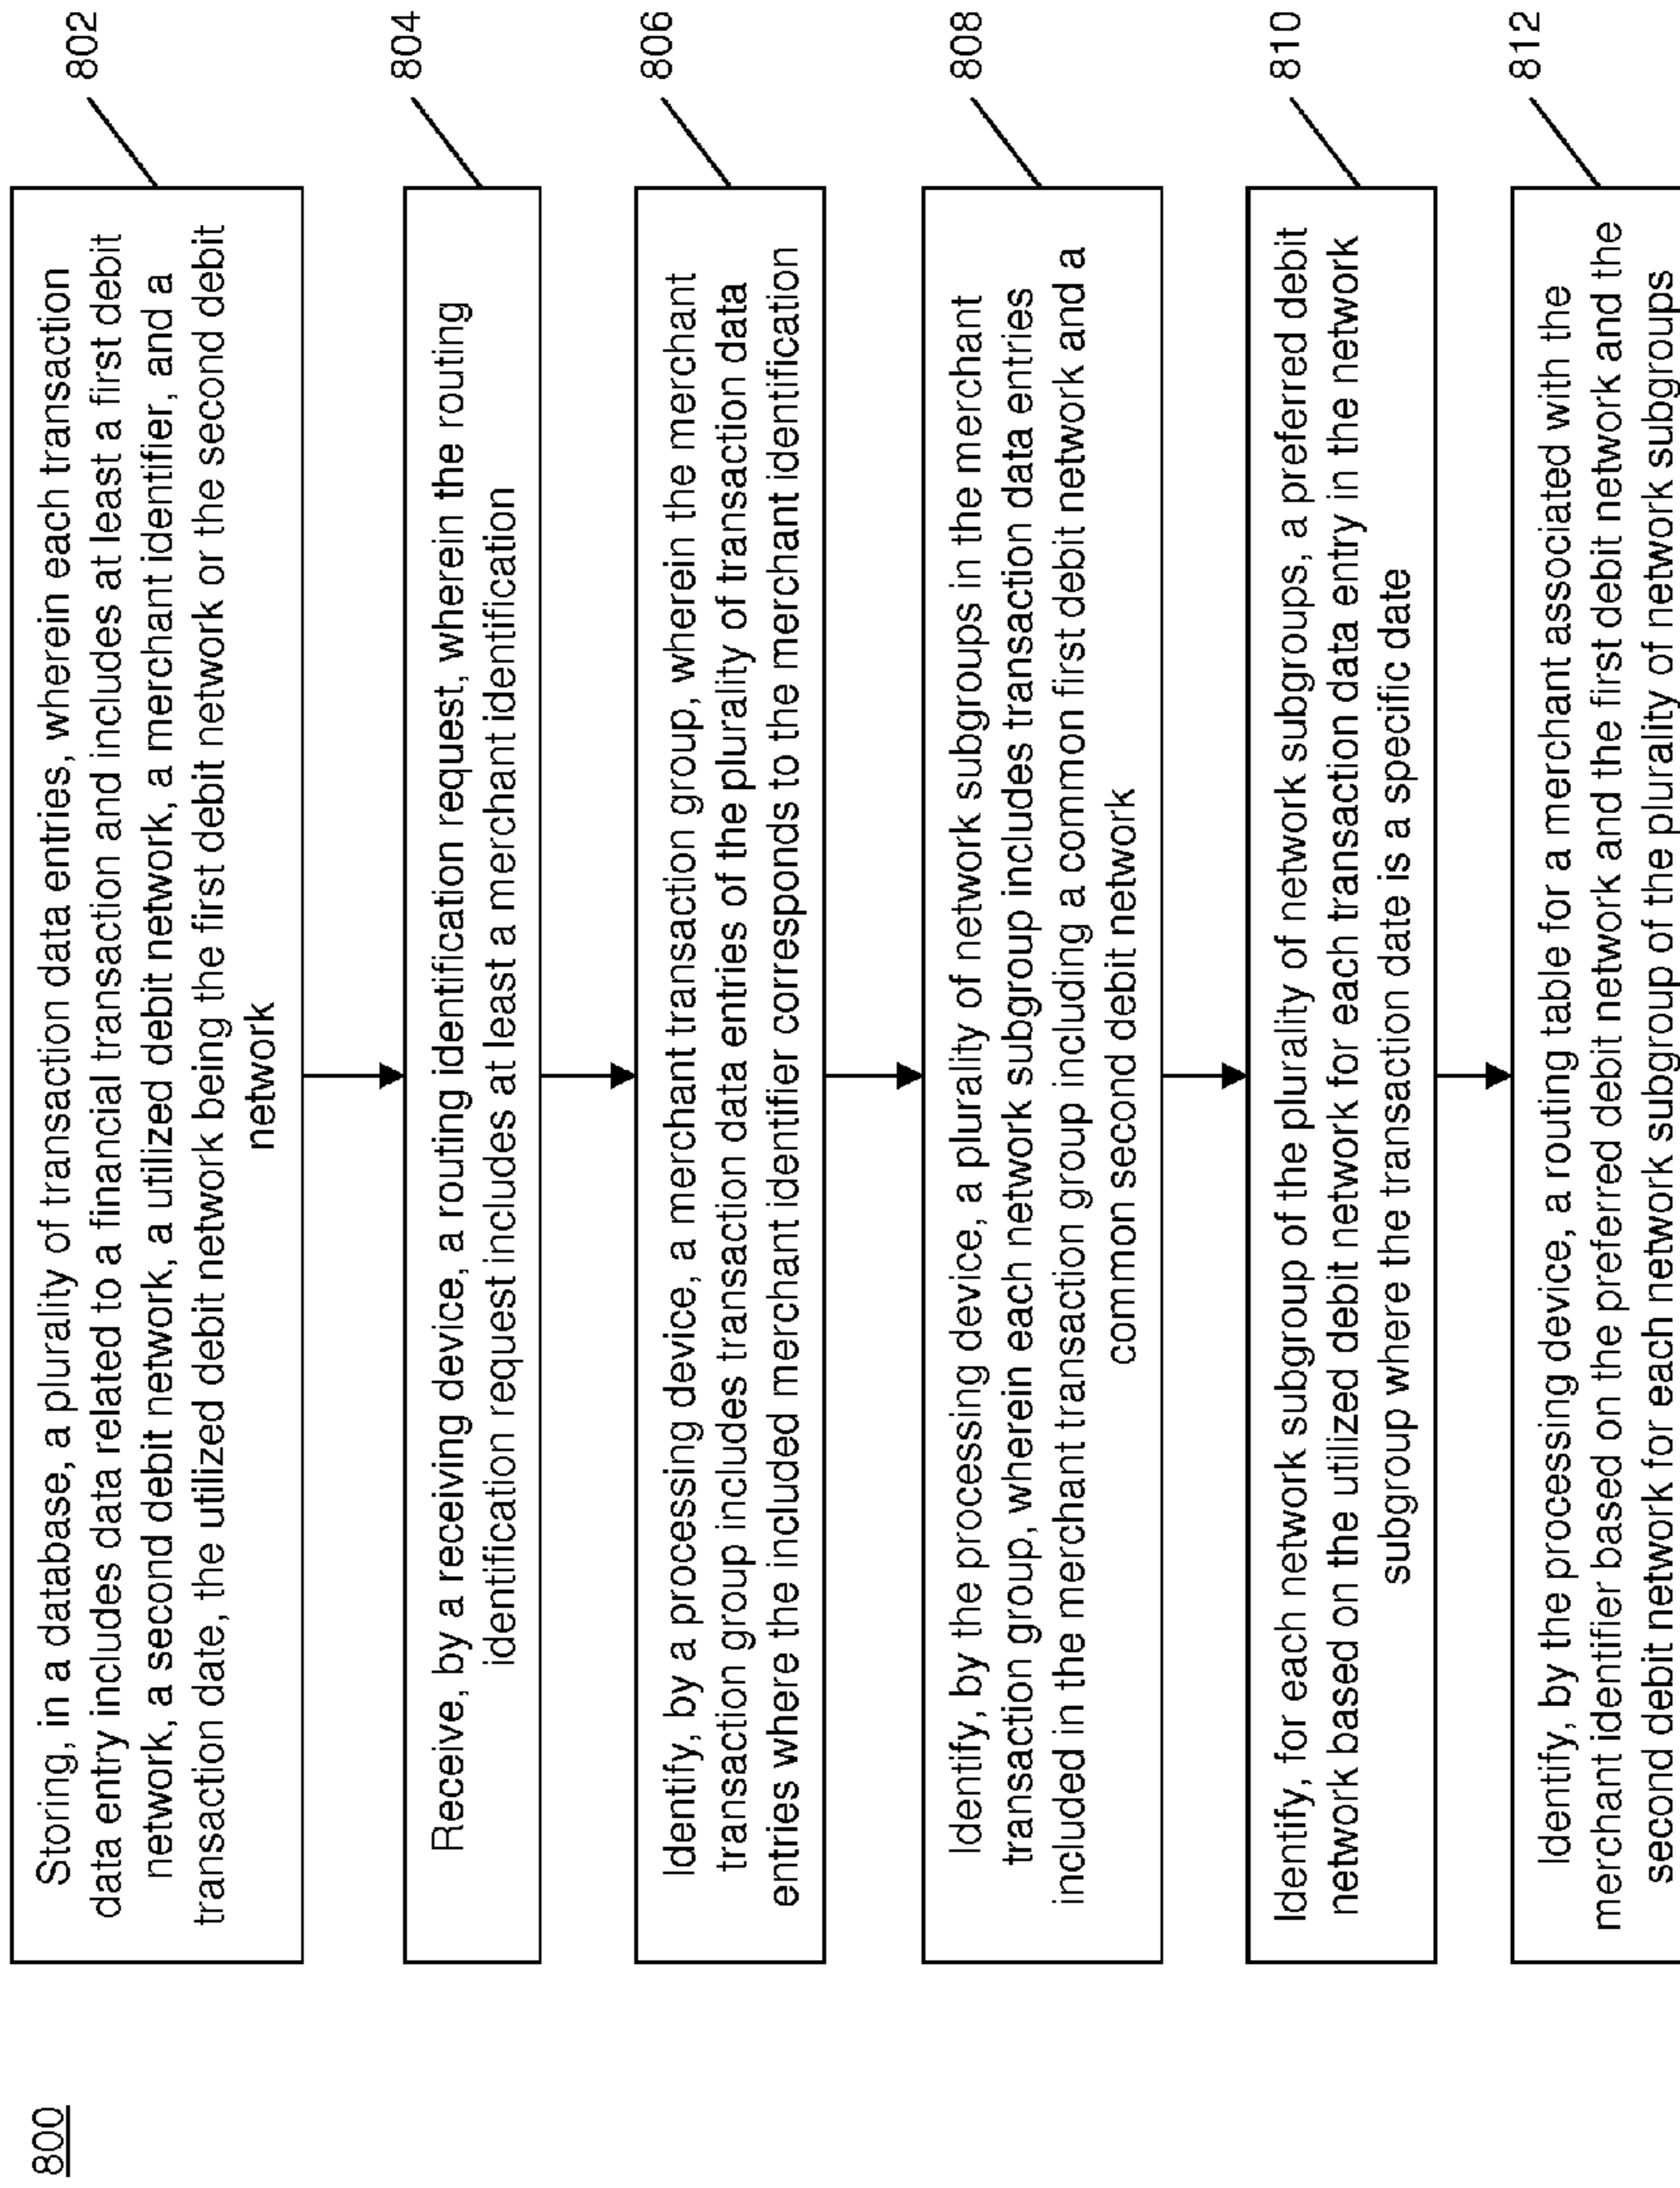 800
802
Storing, in a database, a plurality of transaction data entries, wherein each transaction
data entry includes data related to a financial transaction and includes at least a first debit
network, a second debit network, a utilized debit network, a merchant identifier, and a
transaction date, the utilized debit network being the first debit network or the second debit
network
804
Receive, by a receiving device, a routing identification request, wherein the routing
identification request includes at least a merchant identification
806
Identify, by a processing device, a merchant transaction group, wherein the merchant
transaction group includes transaction data entries of the plurality of transaction data
entries where the included merchant identifier corresponds to the merchant identification
808
Identify, by the processing device, a plurality of network subgroups in the merchant
transaction group, wherein each network subgroup includes transaction data entries
included in the merchant transaction group including a common first debit network and a
common second debit network
810
Identify, for each network subgroup of the plurality of network subgroups, a preferred debit
network based on the utilized debit network for each transaction data entry in the network
subgroup where the transaction date is a specific date
812
Identify, by the processing device, a routing table for a merchant associated with the
merchant identifier based on the preferred debit network and the first debit network and the
second debit network for each network subgroup of the plurality of network subgroups